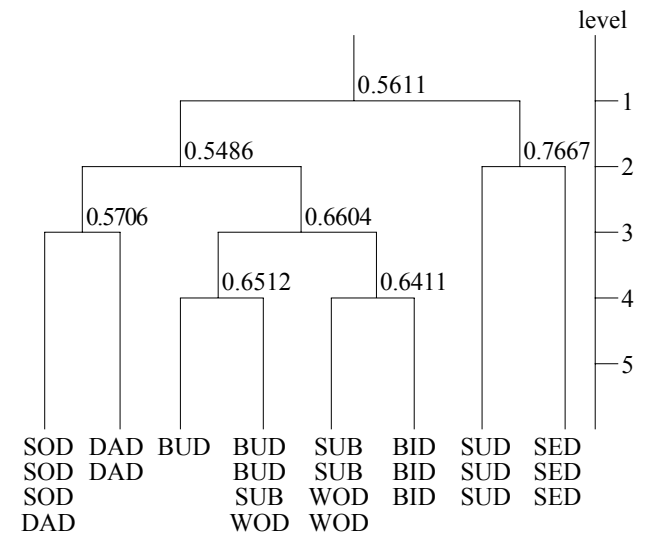 level
0.5611
1
0.5486
0.7667
2
0.5706
0.6604
3
0.6512
0.6411
4
5
SOD DAD BUD BUD SUB BID SUD SED
SOD DAD BUD SUB BID SUD SED
SOD SUB WOD BID SUD SED
DAD WOD WOD